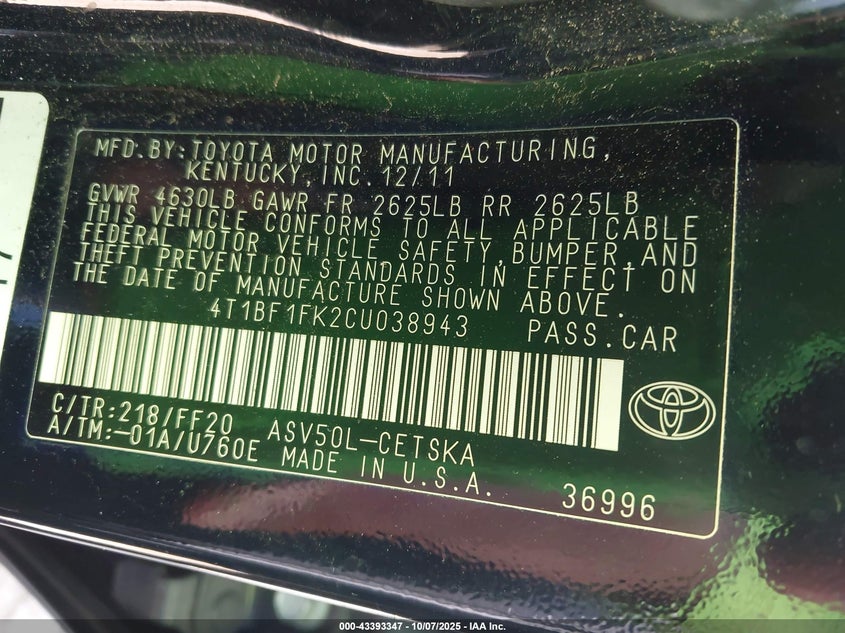 MFD.BY:TOYOTA MOTOR MANUFACTURING,
KENTUCKY,INC.12/11
GVWR 4630LB GAWR FR 2625LB RR 2625LB
THIS VEHICLE CONFORMS TO ALL APPLICABLE
FEDERAL MOTOR VEHICLE SAFETY,BUMPER,AND
THEFT PREVENTION STANDARDS IN EFFECT ON
THE DATE OF MANUFACTURE SHOWN ABOVE.
4T1BF1FK2CU038943 PASS.CAR
C/TR:218/FF20 ASV50L-CETSKA
A/TM:-01A/U760E MADE IN U.S.A.
36996
000-43393347 - 10/07/2025 - IAA Inc.